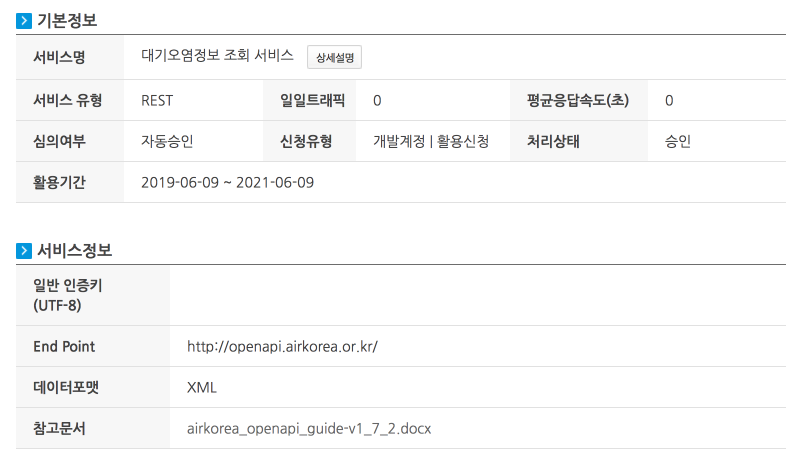 기본정보
서비스명 대기오염정보 조회 서비스 상세설명
서비스 유형 REST 일일트래픽 0 평균응답속도(초) 0
심의여부 자동승인 신청유형 개발계정 | 활용신청 처리상태 승인
활용기간 2019-06-09 ~ 2021-06-09
서비스정보
일반 인증키
(UTF-8)
End Point http://openapi.airkorea.or.kr/
데이터포맷 XML
참고문서 airkorea_openapi_guide-v1_7_2.docx